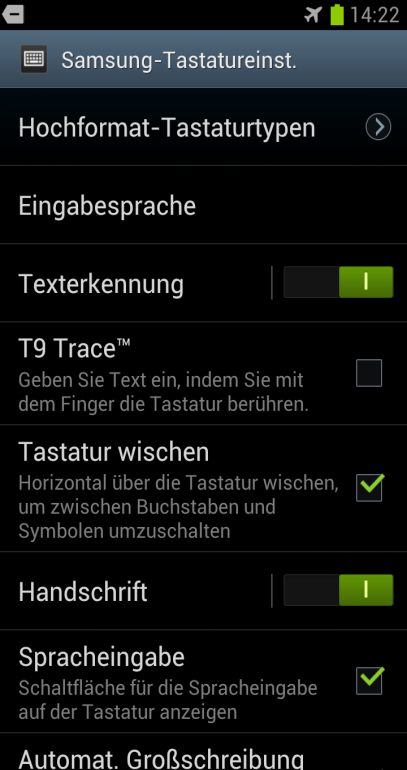 14:22
Samsung-Tastatureinst.
Hochformat-Tastaturtypen
Eingabesprache
Texterkennung
T9 Trace™
Geben Sie Text ein, indem Sie mit
dem Finger die Tastatur berühren.
Tastatur wischen
Horizontal über die Tastatur wischen,
um zwischen Buchstaben und
Symbolen umzuschalten
Handschrift
Spracheingabe
Schaltfläche für die Spracheingabe
auf der Tastatur anzeigen
Automat. Großschreibung